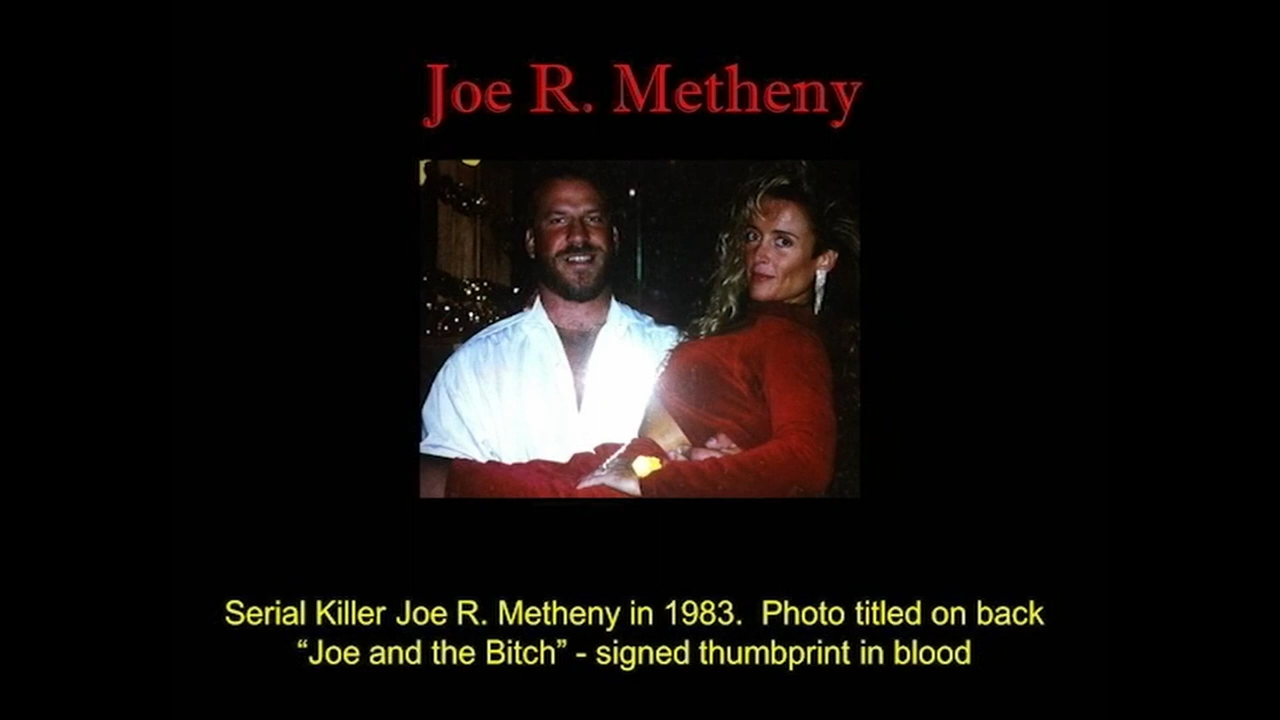 Joe R. Metheny
Serial Killer Joe R. Metheny in 1983.  Photo titled on back
“Joe and the Bitch” - signed thumbprint in blood